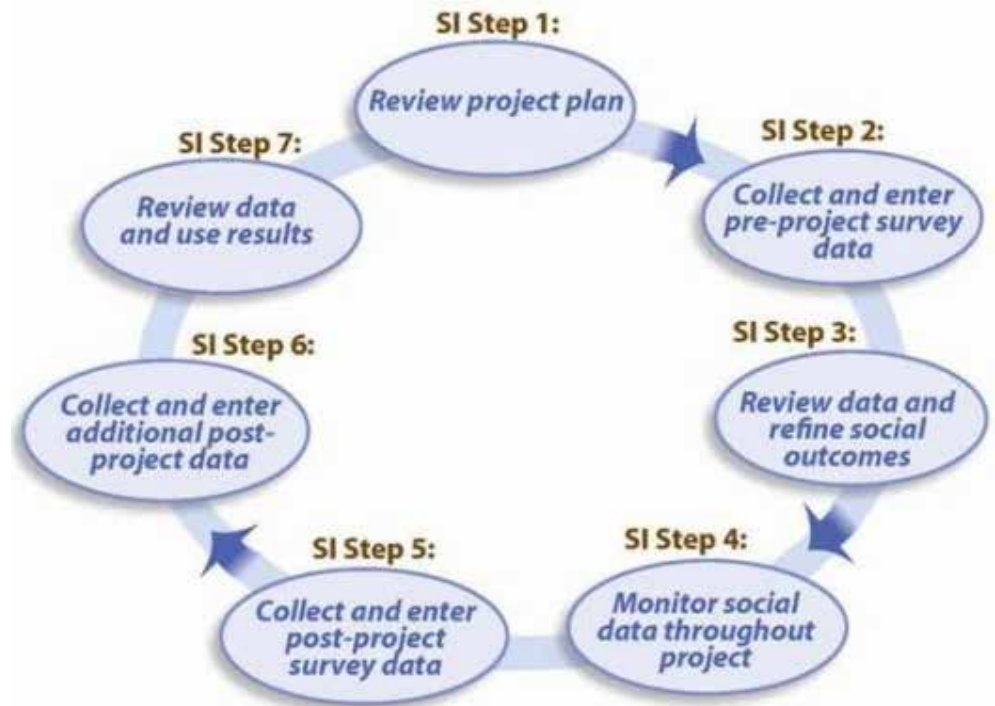 SI Step 1:
Review project plan
SI Step 2:
Collect and enter
pre-project survey
data
SI Step 3:
Review data and
refine social
outcomes
SI Step 4:
Monitor social
data throughout
project
SI Step 5:
Collect and enter
post-project
survey data
SI Step 6:
Collect and enter
additional post-
project data
SI Step 7:
Review data
and use results